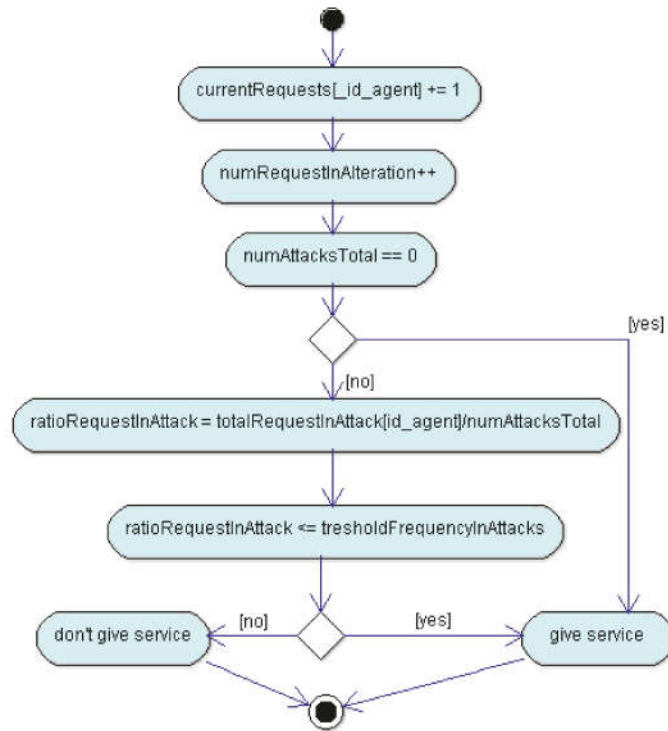 currentRequests[_id_agent] += 1
numRequestInAlteration++
numAttacksTotal == 0
[yes]
[no]
ratioRequestInAttack = totalRequestInAttack[id_agent]/numAttacksTotal
ratioRequestInAttack <= tresholdFrequencyInAttacks
[no]
[yes]
don't give service
give service